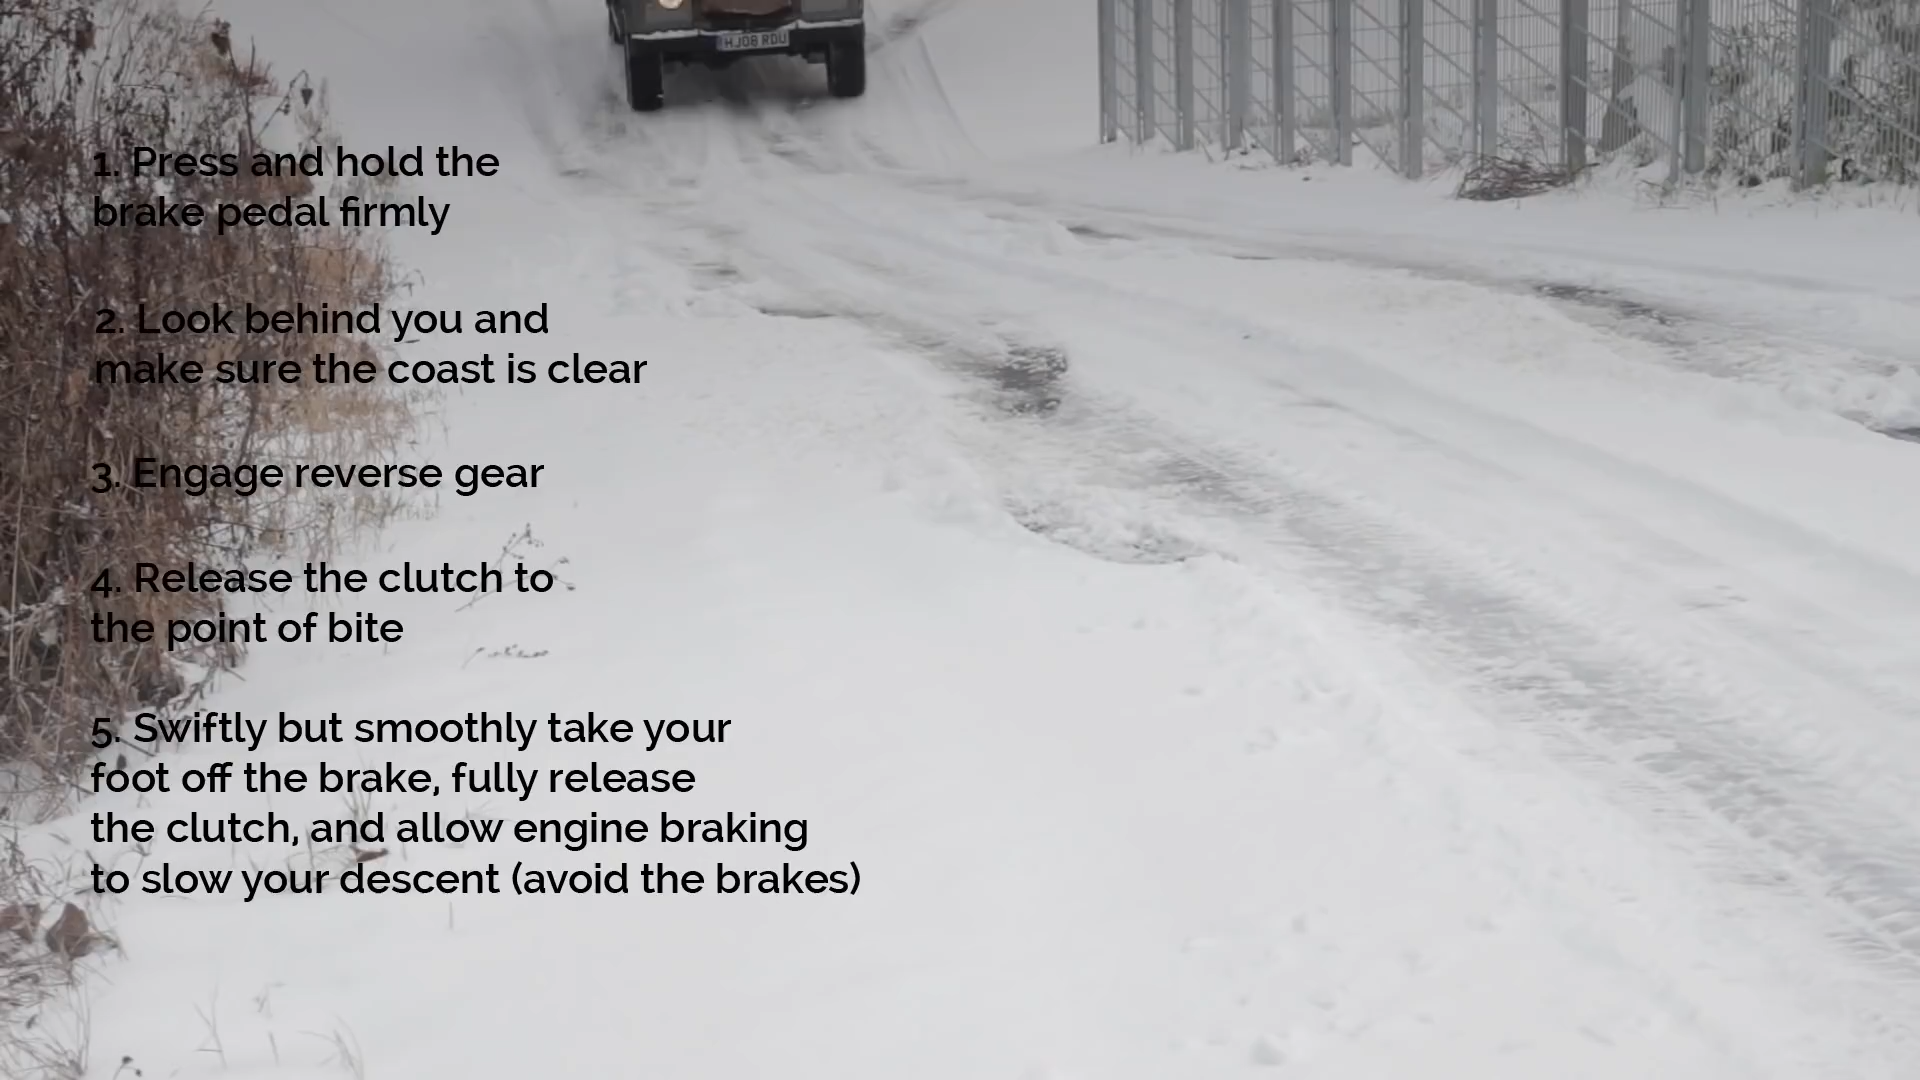 HJ08 RDU
1. Press and hold the
brake pedal firmly
2. Look behind you and
make sure the coast is clear
3. Engage reverse gear
4. Release the clutch to
the point of bite
5. Swiftly but smoothly take your
foot off the brake, fully release
the clutch, and allow engine braking
to slow your descent (avoid the brakes)